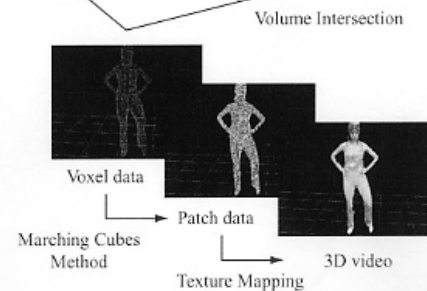 Volume Intersection
Voxel data
Patch data
Marching Cubes
Method
3D video
Texture Mapping